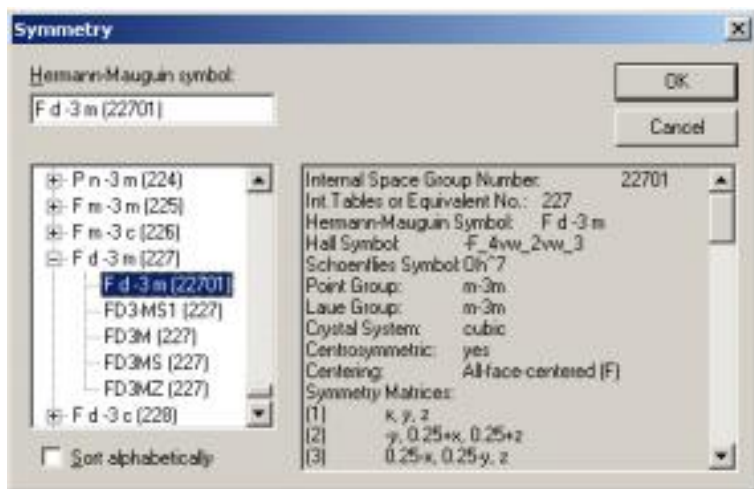 Symmetry
Hermann-Mauguin symbol:
F d -3 m (22701)
OK
Cancel
P n -3 m (224)
F m -3 m (225)
F m -3 c (226)
F d -3 m (227)
F d -3 m (22701)
FD3-MS1 (227)
FD3M (227)
FD3MS (227)
FD3MZ (227)
F d -3 c (228)
Sort alphabetically
Internal Space Group Number: 22701
Int.Tables or Equivalent No.: 227
Hermann-Mauguin Symbol: F d -3 m
Hall Symbol: -F_4vw_2vw_3
Schoenflies Symbol: Oh^7
Point Group: m-3m
Laue Group: m-3m
Crystal System: cubic
Centrosymmetric: yes
Centering: All-face-centered (F)
Symmetry Matrices:
(1) x, y, z
(2) -y, 0.25+x, 0.25+z
(3) 0.25-x, 0.25-y, z